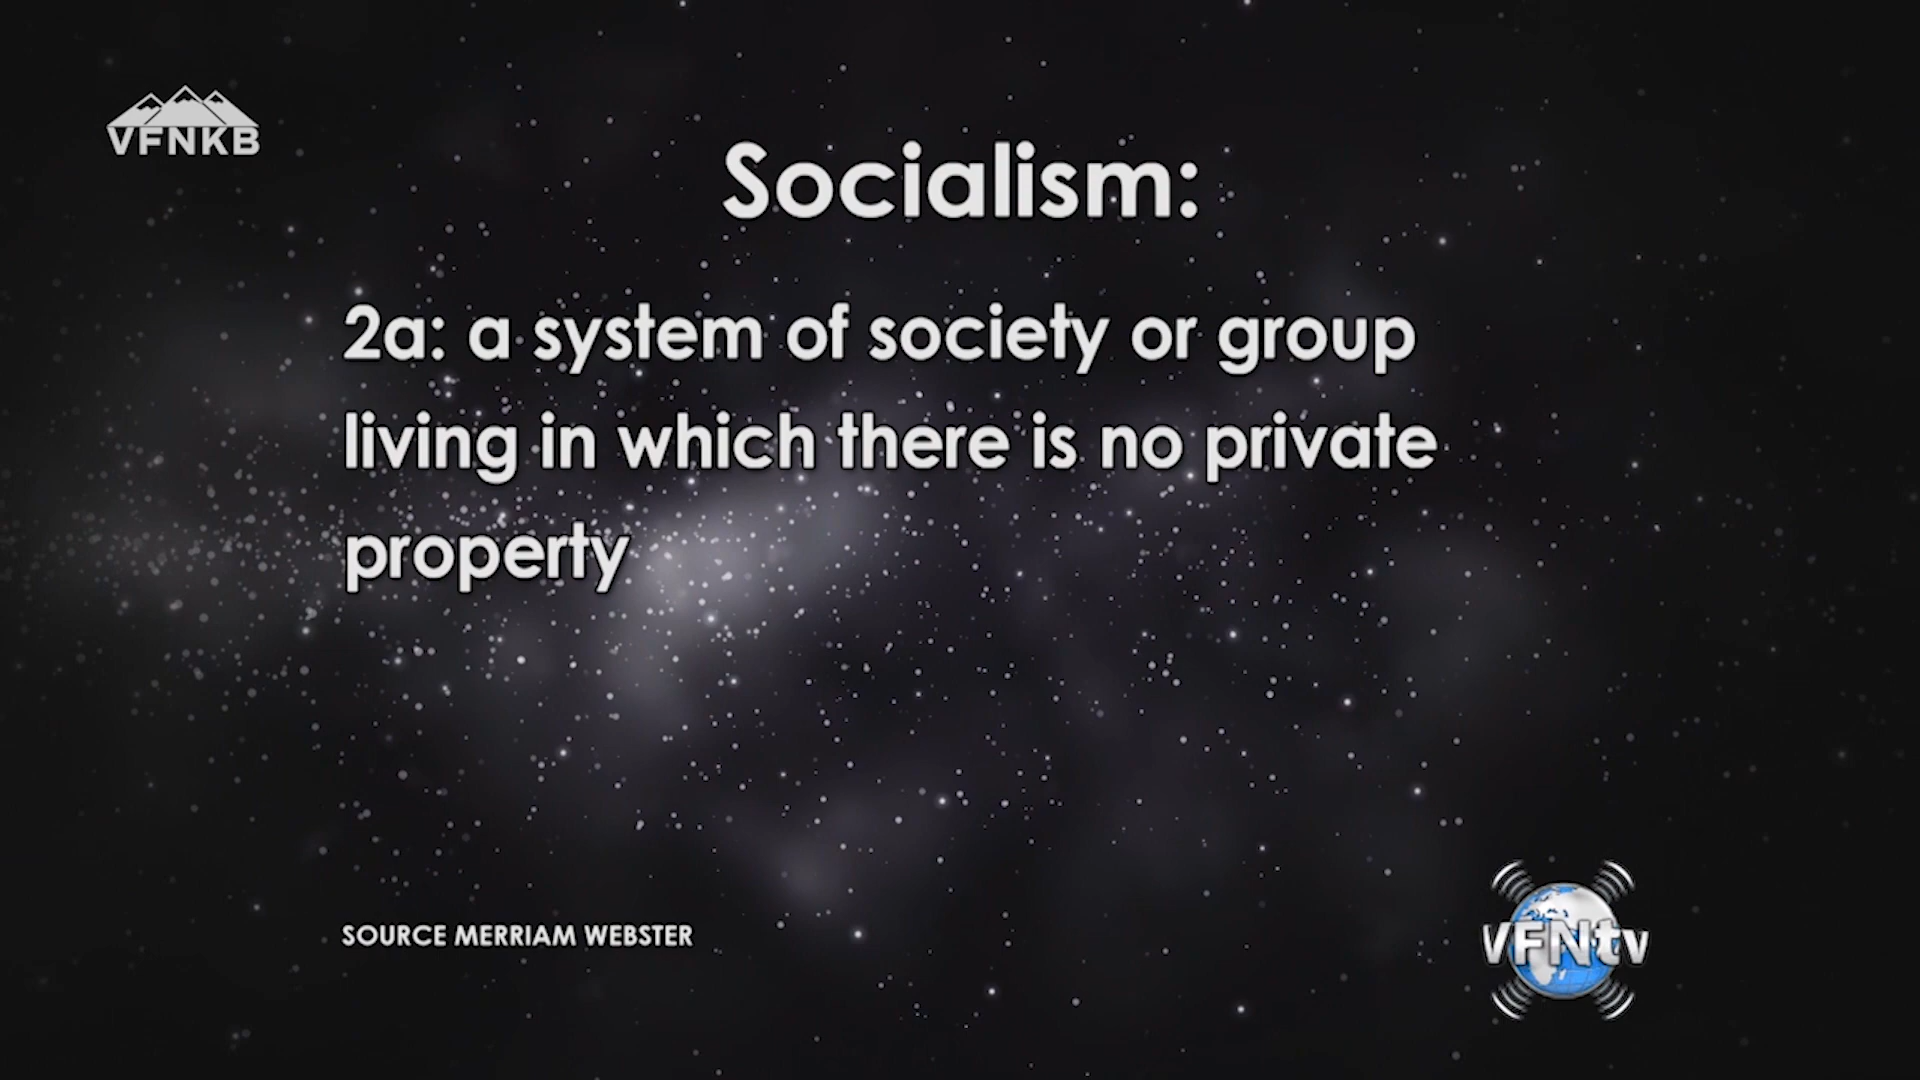 VFNKB
Socialism:
2a: a system of society or group
living in which there is no private
property
SOURCE MERRIAM WEBSTER
VFNtv